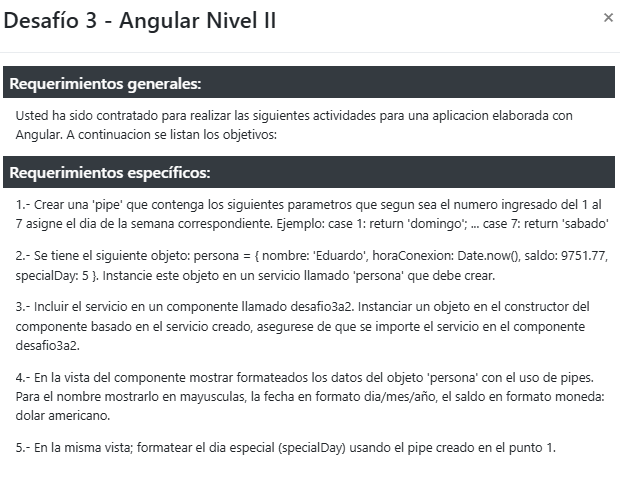 Desafío 3 - Angular Nivel II
×
Requerimientos generales:
Usted ha sido contratado para realizar las siguientes actividades para una aplicacion elaborada con
Angular. A continuacion se listan los objetivos:
Requerimientos específicos:
1.- Crear una 'pipe' que contenga los siguientes parametros que segun sea el numero ingresado del 1 al
7 asigne el dia de la semana correspondiente. Ejemplo: case 1: return 'domingo'; ... case 7: return 'sabado'
2.- Se tiene el siguiente objeto: persona = { nombre: 'Eduardo', horaConexion: Date.now(), saldo: 9751.77,
specialDay: 5 }. Instancie este objeto en un servicio llamado 'persona' que debe crear.
3.- Incluir el servicio en un componente llamado desafio3a2. Instanciar un objeto en el constructor del
componente basado en el servicio creado, asegurese de que se importe el servicio en el componente
desafio3a2.
4.- En la vista del componente mostrar formateados los datos del objeto 'persona' con el uso de pipes.
Para el nombre mostrarlo en mayusculas, la fecha en formato dia/mes/año, el saldo en formato moneda:
dolar americano.
5.- En la misma vista; formatear el dia especial (specialDay) usando el pipe creado en el punto 1.